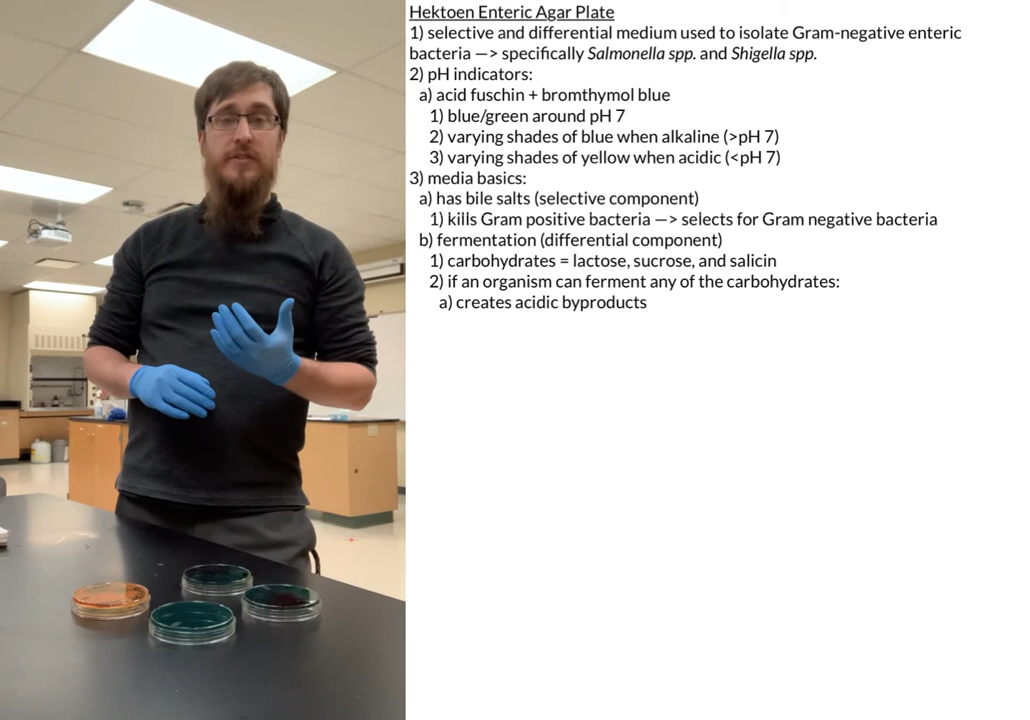 Hektoen Enteric Agar Plate
1) selective and differential medium used to isolate Gram-negative enteric
bacteria —> specifically Salmonella spp. and Shigella spp.
2) pH indicators:
a) acid fuschin + bromthymol blue
1) blue/green around pH 7
2) varying shades of blue when alkaline (>pH 7)
3) varying shades of yellow when acidic (<pH 7)
3) media basics:
a) has bile salts (selective component)
1) kills Gram positive bacteria —> selects for Gram negative bacteria
b) fermentation (differential component)
1) carbohydrates = lactose, sucrose, and salicin
2) if an organism can ferment any of the carbohydrates:
a) creates acidic byproducts